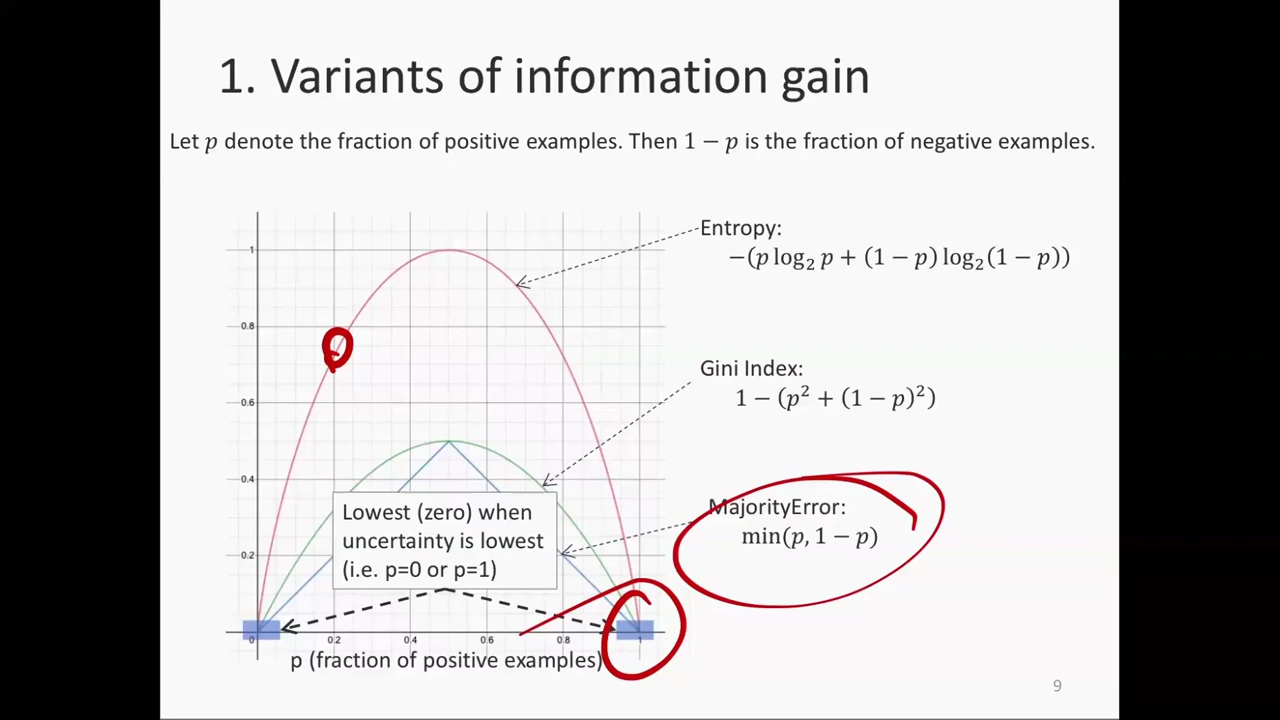 1. Variants of information gain
Let p denote the fraction of positive examples. Then 1 − p is the fraction of negative examples.
Entropy:
−(p log₂ p + (1 − p) log₂(1 − p))
Gini Index:
1 − (p² + (1 − p)²)
MajorityError:
min(p, 1 − p)
1
0.8
0.6
0.4
0.2
Lowest (zero) when
uncertainty is lowest
(i.e. p=0 or p=1)
0 0.2 0.4 0.6 0.8 1
p (fraction of positive examples)
9